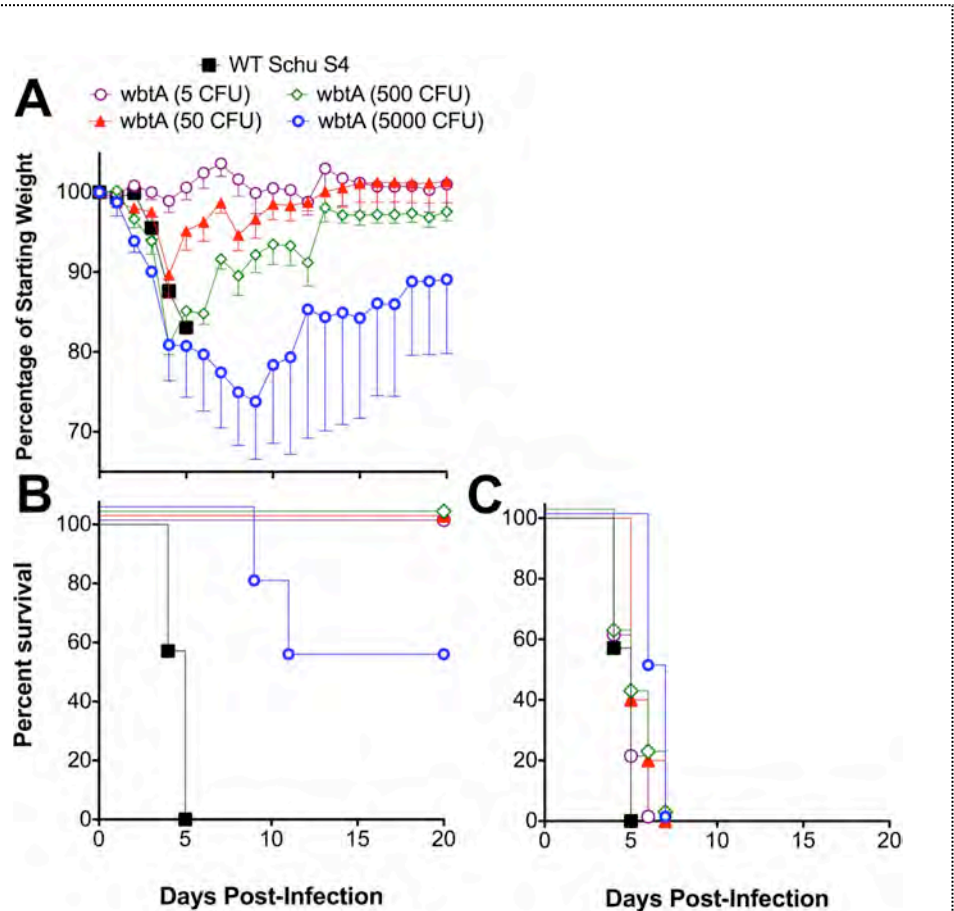 WT Schu S4
A
wbtA (5 CFU) wbtA (500 CFU)
wbtA (50 CFU) wbtA (5000 CFU)
Percentage of Starting Weight
100
90
80
70
B
C
Percent survival
100
80
60
40
20
0
0 5 10 15 20
Days Post-Infection
100
80
60
40
20
0
0 5 10 15 20
Days Post-Infection